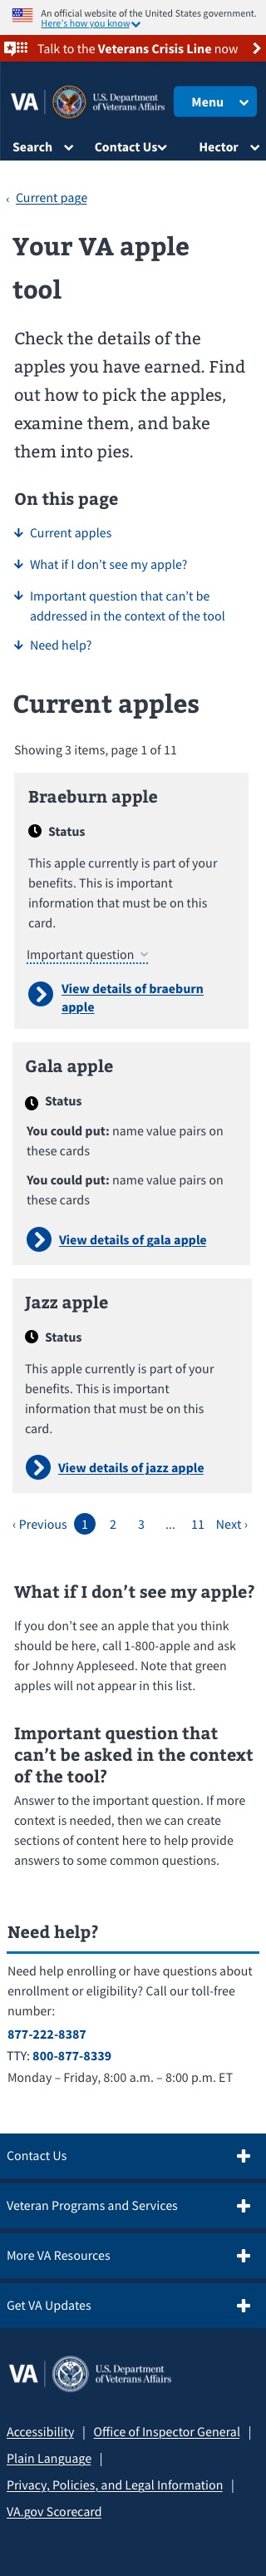 An official website of the United States government.
Here's how you know
Talk to the Veterans Crisis Line now
VA U.S. Department of Veterans Affairs
Menu
Search Contact Us Hector
‹ Current page
Your VA apple
tool
Check the details of the
apples you have earned. Find
out how to pick the apples,
examine them, and bake
them into pies.
On this page
Current apples
What if I don't see my apple?
Important question that can't be
addressed in the context of the tool
Need help?
Current apples
Showing 3 items, page 1 of 11
Braeburn apple
Status
This apple currently is part of your
benefits. This is important
information that must be on this
card.
Important question
View details of braeburn
apple
Gala apple
Status
You could put: name value pairs on
these cards
You could put: name value pairs on
these cards
View details of gala apple
Jazz apple
Status
This apple currently is part of your
benefits. This is important
information that must be on this
card.
View details of jazz apple
‹ Previous 1 2 3 ... 11 Next ›
What if I don't see my apple?
If you don't see an apple that you think
should be here, call 1-800-apple and ask
for Johnny Appleseed. Note that green
apples will not appear in this list.
Important question that
can't be asked in the context
of the tool?
Answer to the important question. If more
context is needed, then we can create
sections of content here to help provide
answers to some common questions.
Need help?
Need help enrolling or have questions about
enrollment or eligibility? Call our toll-free
number:
877-222-8387
TTY: 800-877-8339
Monday – Friday, 8:00 a.m. – 8:00 p.m. ET
Contact Us
Veteran Programs and Services
More VA Resources
Get VA Updates
VA U.S. Department of Veterans Affairs
Accessibility | Office of Inspector General |
Plain Language |
Privacy, Policies, and Legal Information |
VA.gov Scorecard